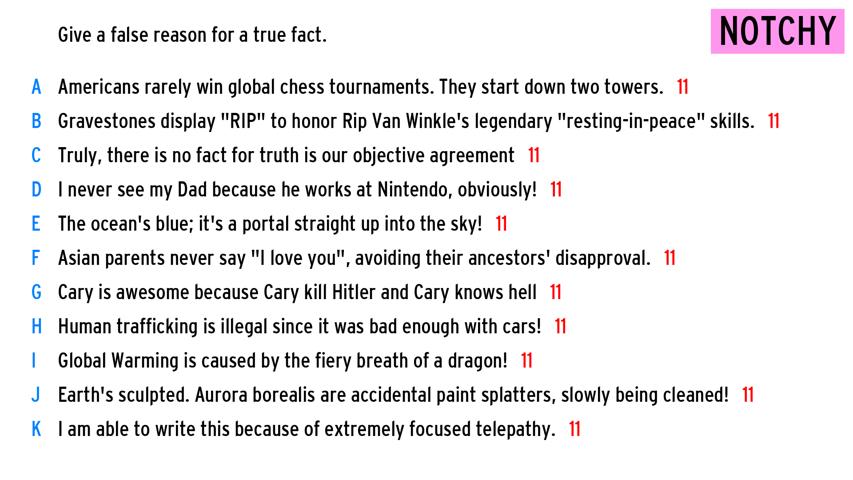 Give a false reason for a true fact.
NOTCHY
A Americans rarely win global chess tournaments. They start down two towers. 11
B Gravestones display "RIP" to honor Rip Van Winkle's legendary "resting-in-peace" skills. 11
C Truly, there is no fact for truth is our objective agreement 11
D I never see my Dad because he works at Nintendo, obviously! 11
E The ocean's blue; it's a portal straight up into the sky! 11
F Asian parents never say "I love you", avoiding their ancestors' disapproval. 11
G Cary is awesome because Cary kill Hitler and Cary knows hell 11
H Human trafficking is illegal since it was bad enough with cars! 11
I Global Warming is caused by the fiery breath of a dragon! 11
J Earth's sculpted. Aurora borealis are accidental paint splatters, slowly being cleaned! 11
K I am able to write this because of extremely focused telepathy. 11